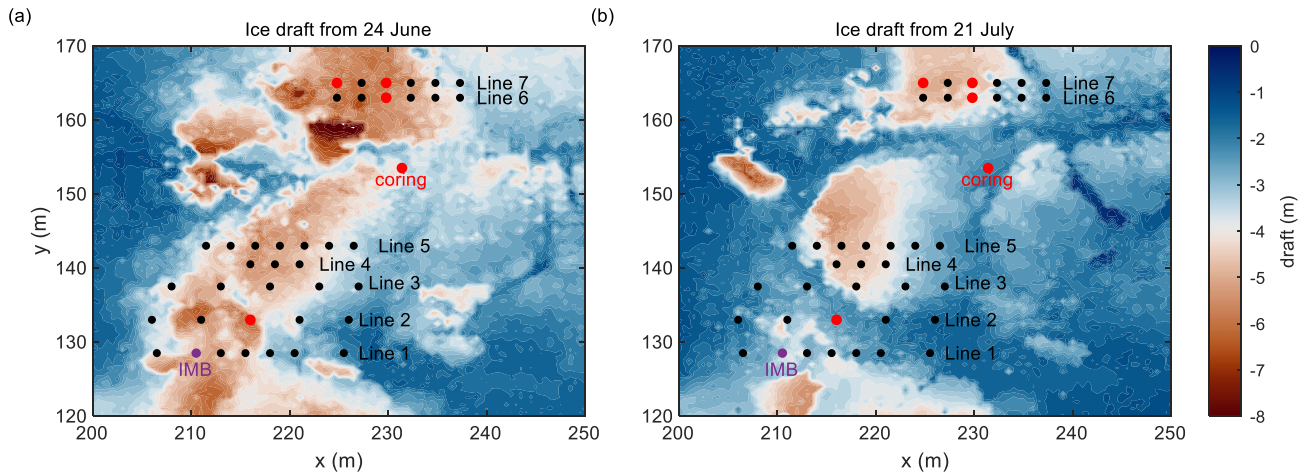 (a)
Ice draft from 24 June
170
160
150
140
130
120
y (m)
200
210
220
230
240
250
x (m)
Line 7
Line 6
coring
Line 5
Line 4
Line 3
Line 2
Line 1
IMB
(b)
Ice draft from 21 July
170
160
150
140
130
120
200
210
220
230
240
250
x (m)
Line 7
Line 6
coring
Line 5
Line 4
Line 3
Line 2
Line 1
IMB
0
-1
-2
-3
-4
-5
-6
-7
-8
draft (m)